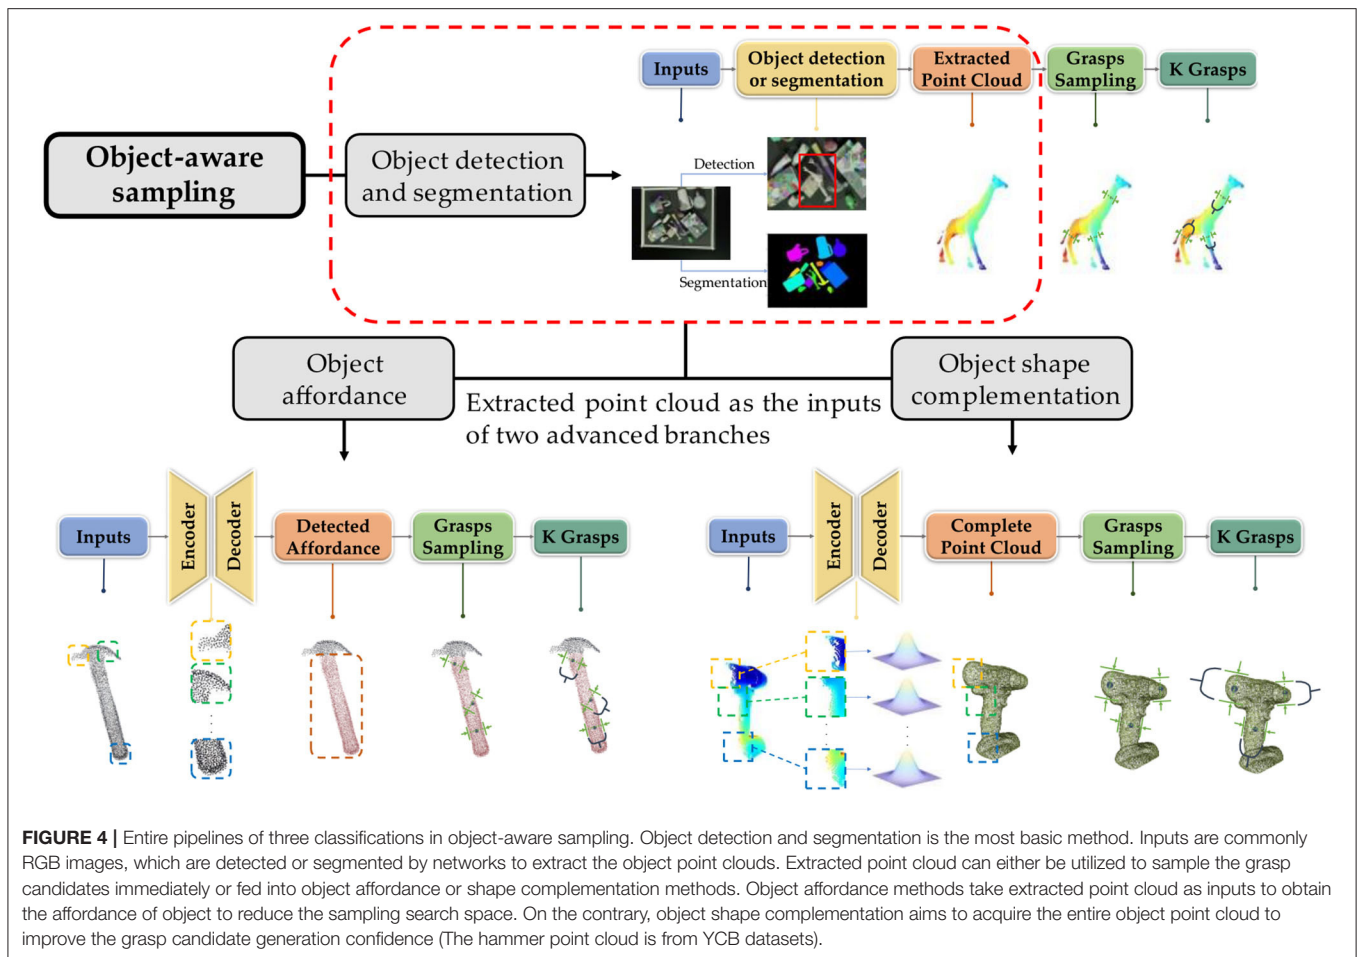 Inputs
Object detection
or segmentation
Extracted
Point Cloud
Grasps
Sampling
K Grasps
Object-aware
sampling
Object detection
and segmentation
Detection
Segmentation
Object
affordance
Object shape
complementation
Extracted point cloud as the inputs
of two advanced branches
Inputs
Encoder
Decoder
Detected
Affordance
Grasps
Sampling
K Grasps
Inputs
Encoder
Decoder
Complete
Point Cloud
Grasps
Sampling
K Grasps
FIGURE 4 | Entire pipelines of three classifications in object-aware sampling. Object detection and segmentation is the most basic method. Inputs are commonly
RGB images, which are detected or segmented by networks to extract the object point clouds. Extracted point cloud can either be utilized to sample the grasp
candidates immediately or fed into object affordance or shape complementation methods. Object affordance methods take extracted point cloud as inputs to obtain
the affordance of object to reduce the sampling search space. On the contrary, object shape complementation aims to acquire the entire object point cloud to
improve the grasp candidate generation confidence (The hammer point cloud is from YCB datasets).